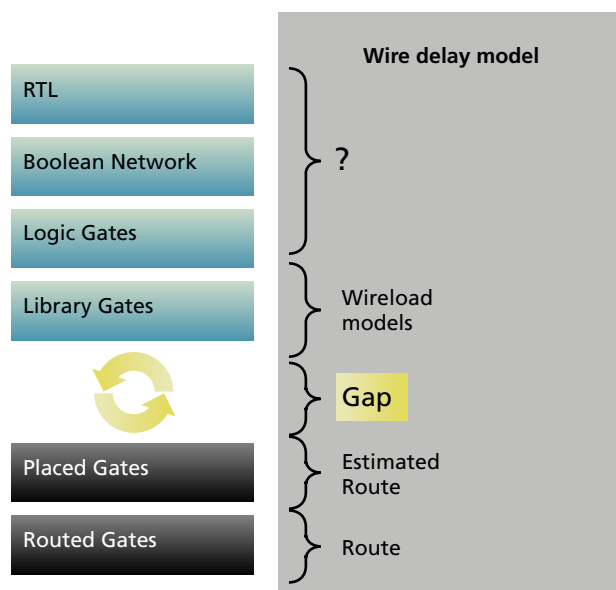 Wire delay model
RTL
Boolean Network
?
Logic Gates
Library Gates
Wireload
models
Gap
Placed Gates
Estimated
Route
Routed Gates
Route